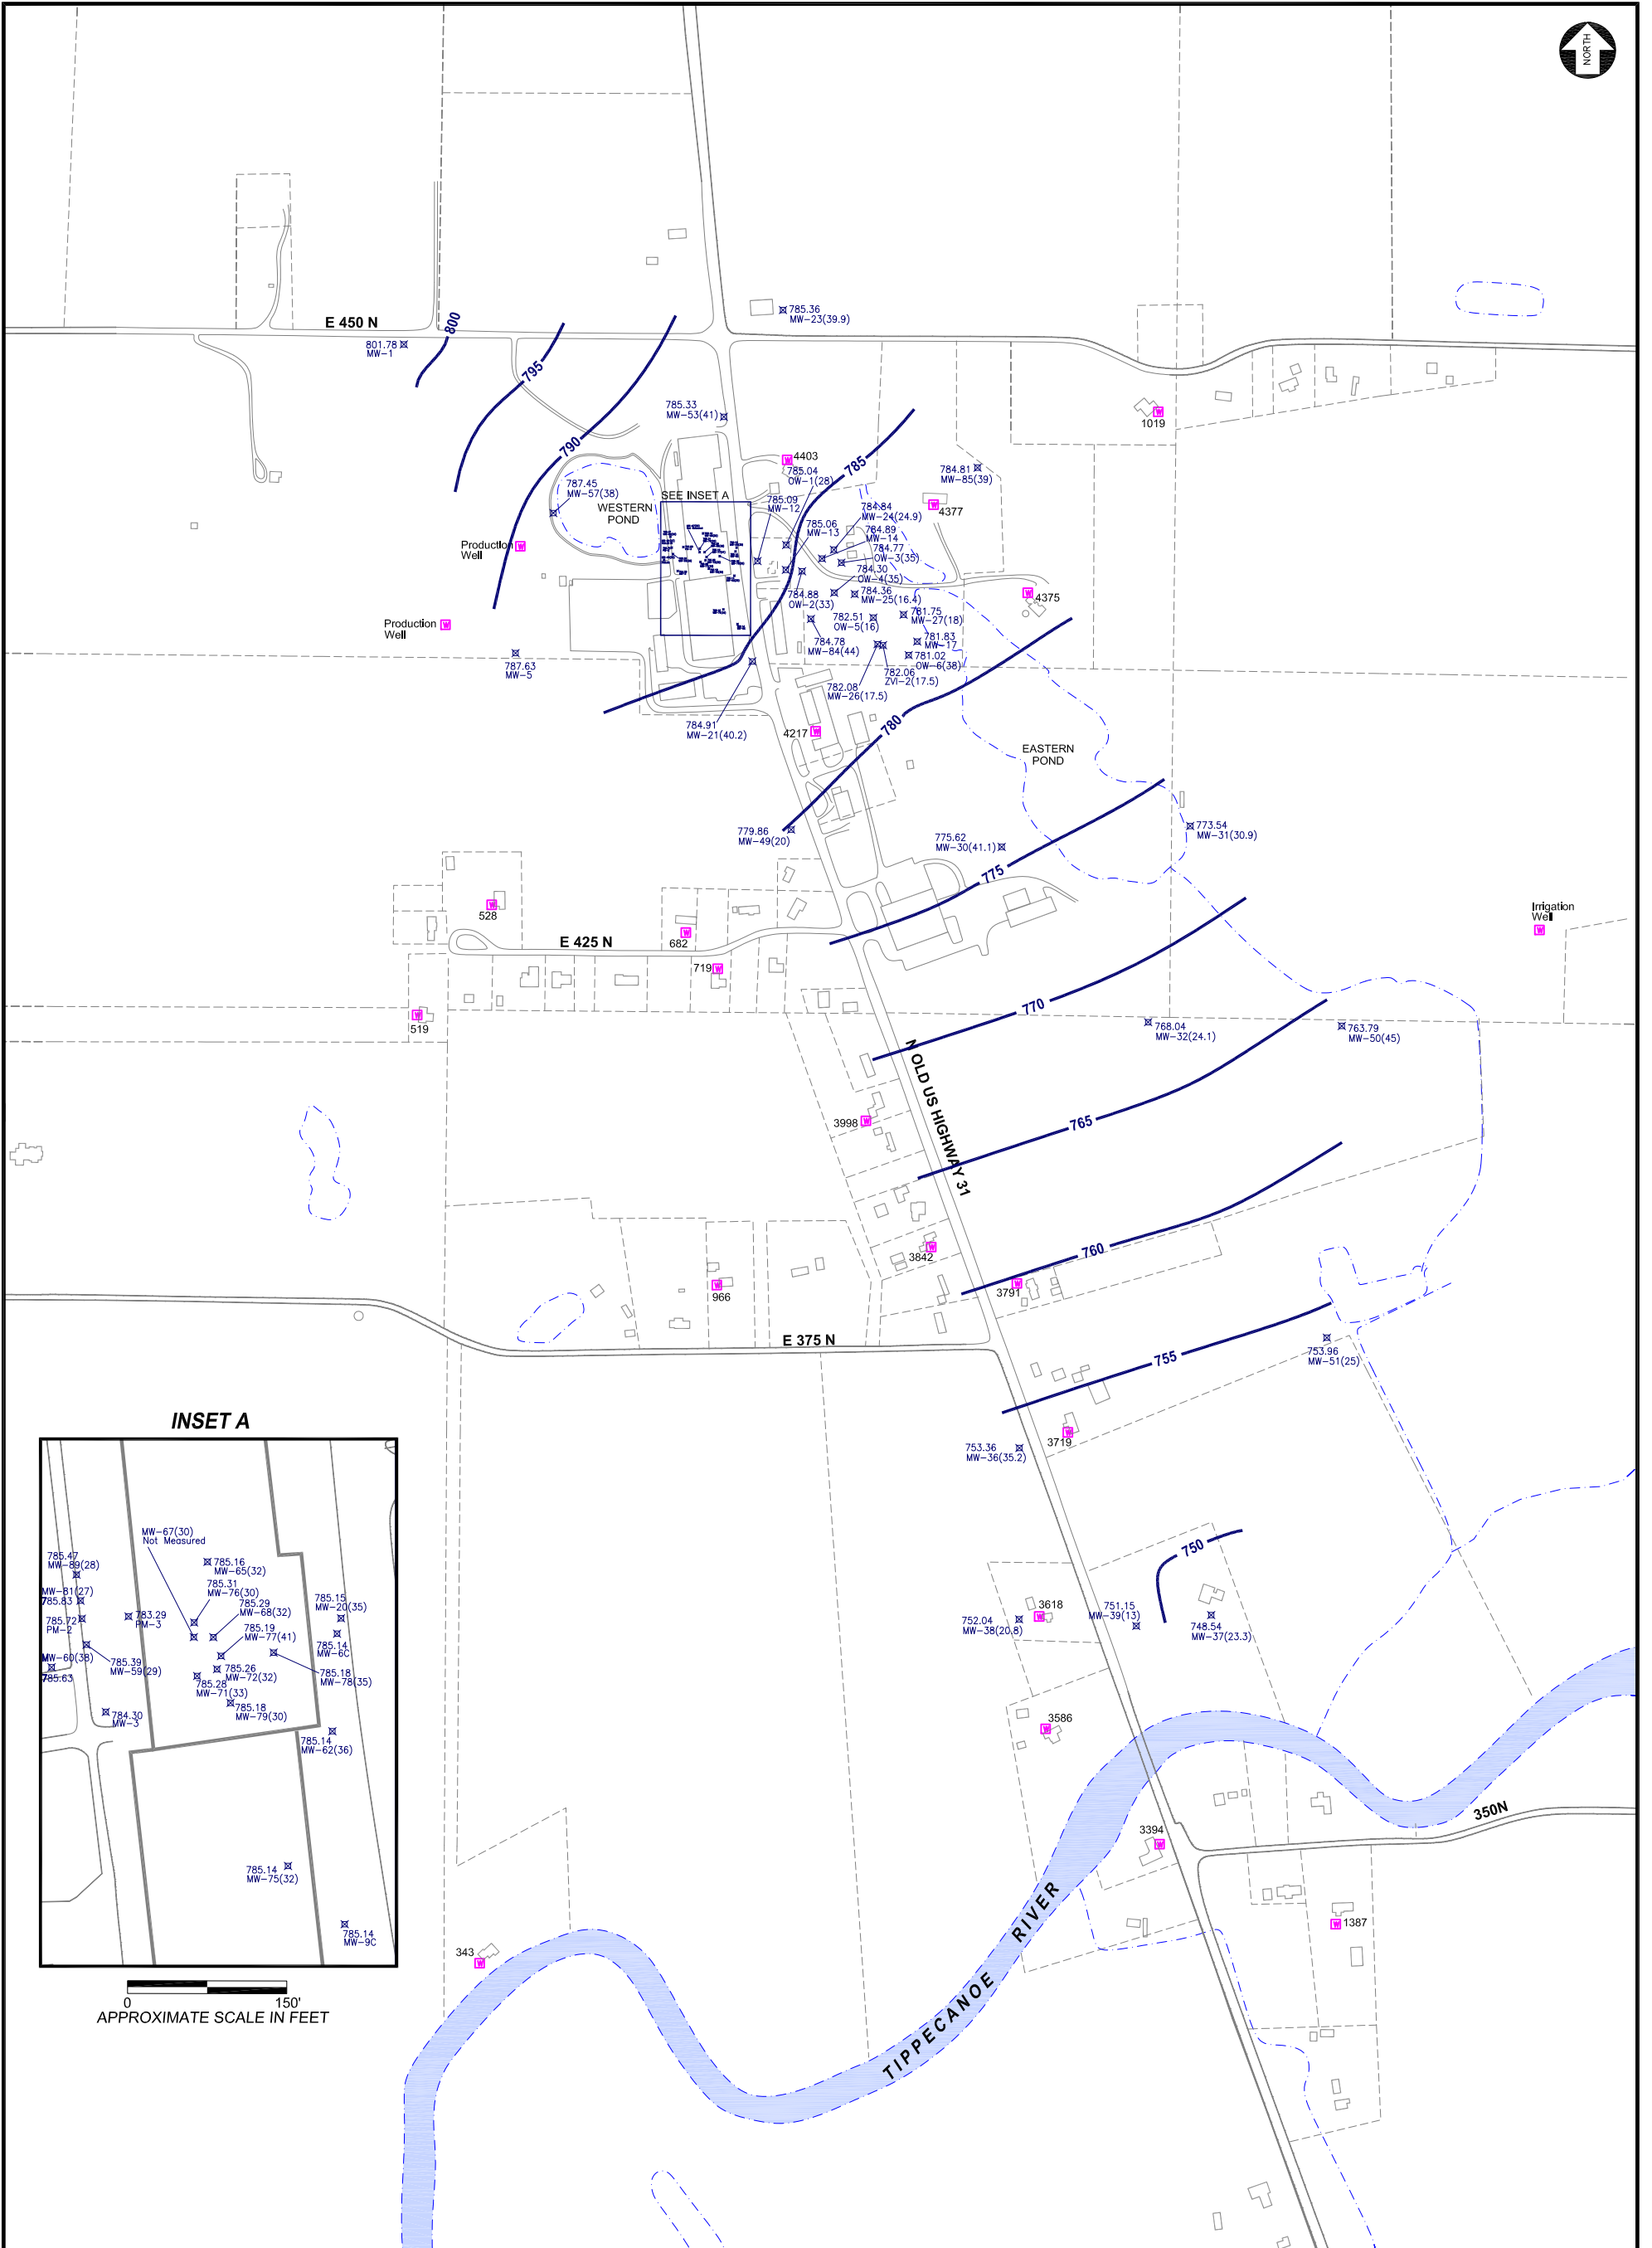 NORTH
E 450 N
800
801.78
MW-1
795
790
785.36
MW-23(39.9)
785.33
MW-53(41)
1019
4403
785.04
OW-1(28)
785
784.81
MW-85(39)
787.45
MW-57(38)
WESTERN
POND
SEE INSET A
785.09
MW-12
785.06
MW-13
784.84
MW-24(24.9)
784.89
MW-14
784.77
OW-3(35)
4377
Production
Well
784.30
OW-4(35)
784.36
MW-25(16.4)
784.88
OW-2(33)
4375
Production
Well
782.51
OW-5(16)
781.75
MW-27(18)
784.78
MW-84(44)
781.83
MW-17
781.02
OW-6(38)
787.63
MW-5
782.06
ZVI-2(17.5)
782.08
MW-26(17.5)
784.91
MW-21(40.2)
4217
780
EASTERN
POND
779.86
MW-49(20)
775.62
MW-30(41.1)
773.54
MW-31(30.9)
775
528
682
E 425 N
719
Irrigation
Well
519
770
768.04
MW-32(24.1)
763.79
MW-50(45)
N OLD US HIGHWAY 31
3998
765
3842
760
3791
966
E 375 N
755
753.96
MW-51(25)
3719
753.36
MW-36(35.2)
750
3618
752.04
MW-38(20.8)
751.15
MW-39(13)
748.54
MW-37(23.3)
3586
350N
3394
1387
343
TIPPECANOE RIVER
INSET A
MW-67(30)
Not Measured
785.47
MW-89(28)
785.16
MW-65(32)
785.31
MW-76(30)
MW-81(27)
785.83
785.29
MW-68(32)
785.15
MW-20(35)
785.72
PM-2
783.29
PM-3
785.19
MW-77(41)
785.14
MW-6C
MW-60(38)
785.63
785.39
MW-59(29)
785.26
MW-72(32)
785.18
MW-78(35)
785.28
MW-71(33)
785.18
MW-79(30)
784.30
MW-3
785.14
MW-62(36)
785.14
MW-75(32)
785.14
MW-9C
0 150'
APPROXIMATE SCALE IN FEET